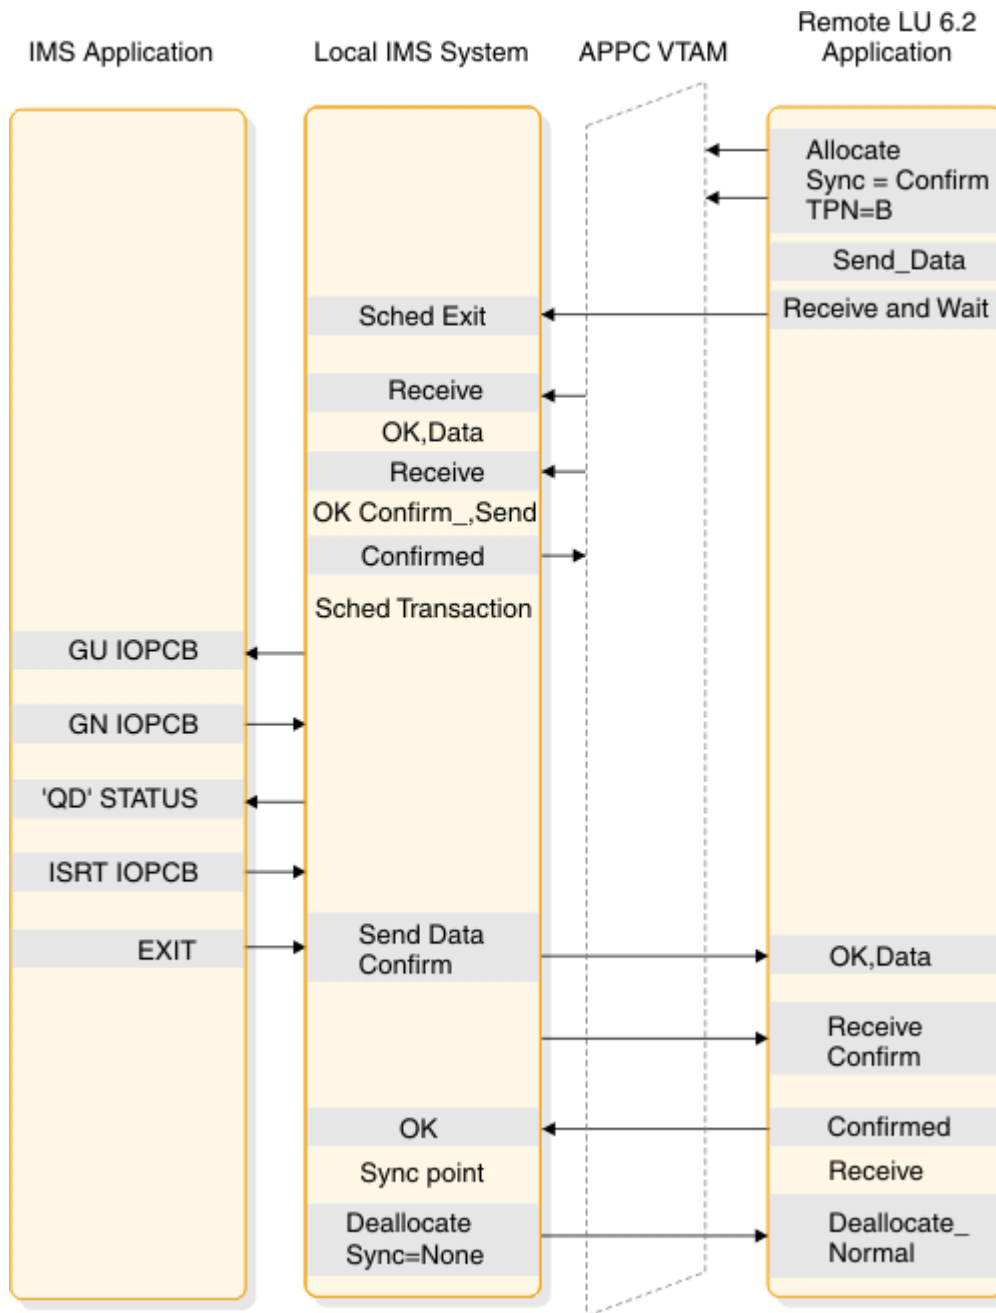 Remote LU 6.2
IMS Application Local IMS System APPC VTAM Application
Allocate
Sync = Confirm
TPN=B
Send_Data
Sched Exit Receive and Wait
Receive
OK,Data
Receive
OK Confirm_,Send
Confirmed
Sched Transaction
GU IOPCB
GN IOPCB
'QD' STATUS
ISRT IOPCB
EXIT Send Data
Confirm OK,Data
Receive
Confirm
OK Confirmed
Sync point Receive
Deallocate Deallocate_
Sync=None Normal